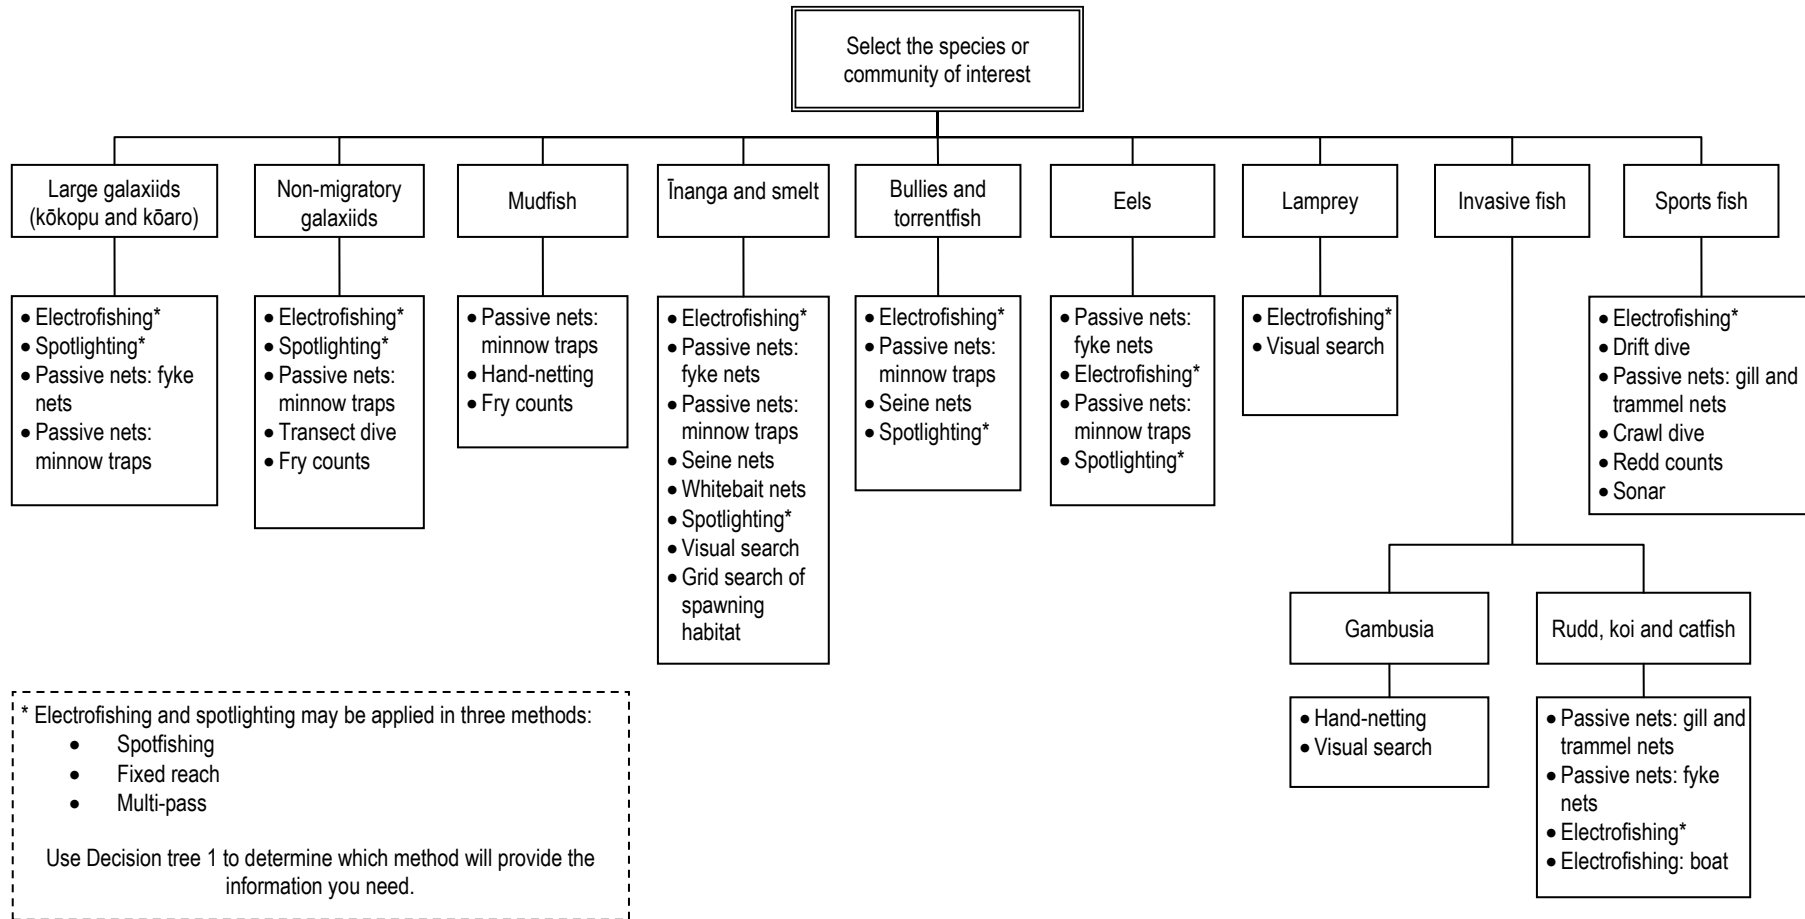 Select the species or
community of interest
Large galaxiids
(kōkopu and kōaro)
Non-migratory
galaxiids
Mudfish
Īnanga and smelt
Bullies and
torrentfish
Eels
Lamprey
Invasive fish
Sports fish
• Electrofishing*
• Spotlighting*
• Passive nets: fyke
nets
• Passive nets:
minnow traps
• Electrofishing*
• Spotlighting*
• Passive nets:
minnow traps
• Transect dive
• Fry counts
• Passive nets:
minnow traps
• Hand-netting
• Fry counts
• Electrofishing*
• Passive nets:
fyke nets
• Passive nets:
minnow traps
• Seine nets
• Whitebait nets
• Spotlighting*
• Visual search
• Grid search of
spawning
habitat
• Electrofishing*
• Passive nets:
minnow traps
• Seine nets
• Spotlighting*
• Passive nets:
fyke nets
• Electrofishing*
• Passive nets:
minnow traps
• Spotlighting*
• Electrofishing*
• Visual search
• Electrofishing*
• Drift dive
• Passive nets: gill and
trammel nets
• Crawl dive
• Redd counts
• Sonar
Gambusia
Rudd, koi and catfish
• Hand-netting
• Visual search
• Passive nets: gill and
trammel nets
• Passive nets: fyke
nets
• Electrofishing*
• Electrofishing: boat
* Electrofishing and spotlighting may be applied in three methods:
• Spotfishing
• Fixed reach
• Multi-pass
Use Decision tree 1 to determine which method will provide the
information you need.